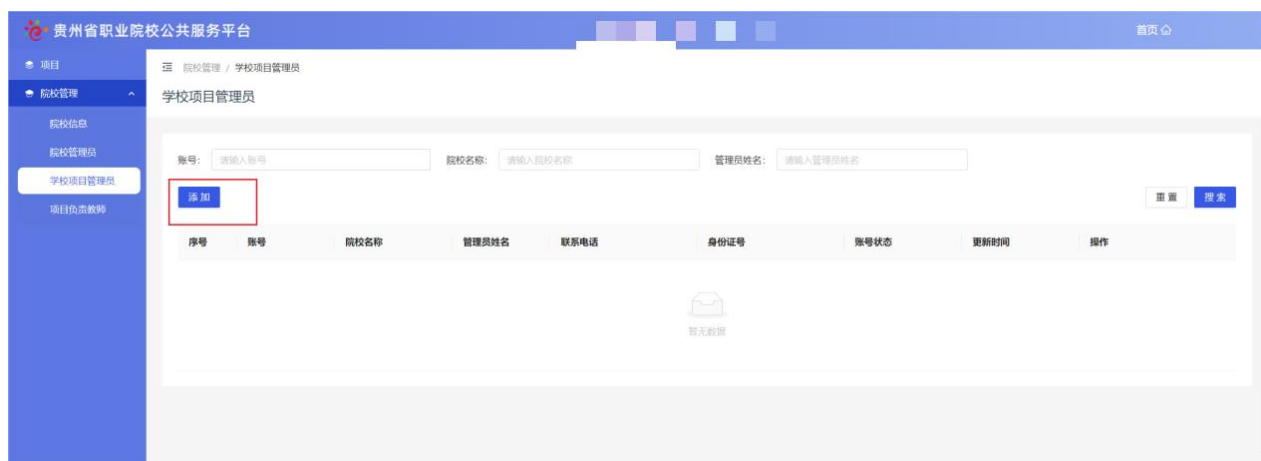 贵州省职业院校公共服务平台
首页
项目
院校管理 / 学校项目管理员
院校管理
学校项目管理员
院校信息
院校管理员
学校项目管理员
项目负责教师
账号: 请输入账号 院校名称: 请输入院校名称 管理员姓名: 请输入管理员姓名
添加 重置 搜索
序号 账号 院校名称 管理员姓名 联系电话 身份证号 账号状态 更新时间 操作
暂无数据